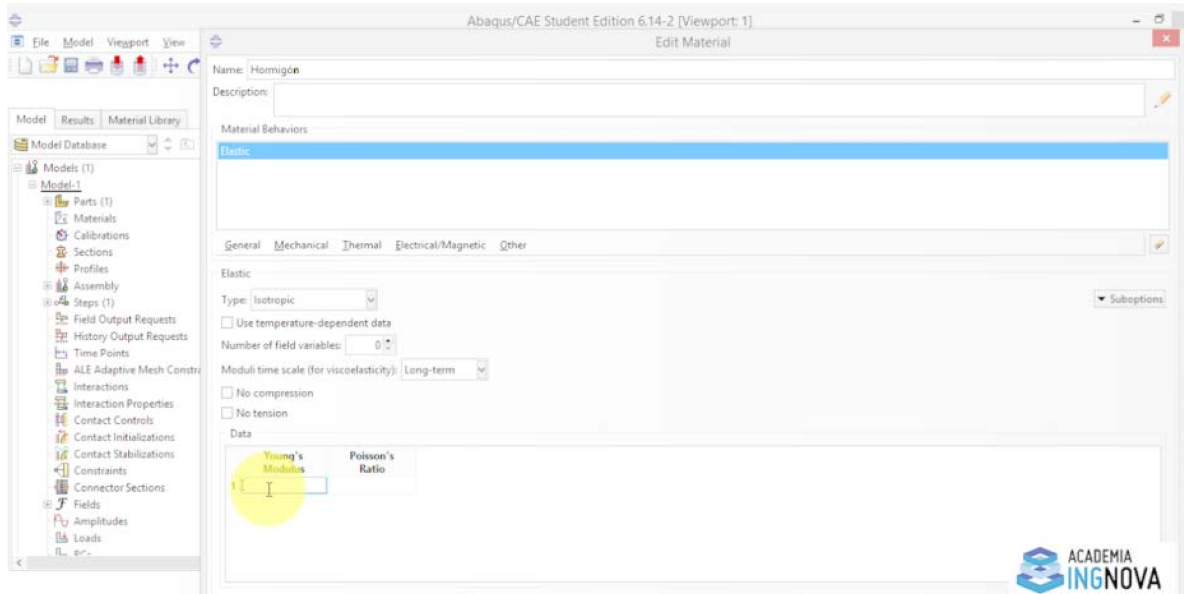 Abaqus/CAE Student Edition 6.14-2 [Viewport: 1]
File Model Viewport View
Edit Material
Name: Hormigón
Description:
Model Results Material Library
Model Database
Models (1)
Model-1
Parts (1)
Materials
Calibrations
Sections
Profiles
Assembly
Steps (1)
Field Output Requests
History Output Requests
Time Points
ALE Adaptive Mesh Constra
Interactions
Interaction Properties
Contact Controls
Contact Initializations
Contact Stabilizations
Constraints
Connector Sections
Fields
Amplitudes
Loads
Material Behaviors
Elastic
General Mechanical Thermal Electrical/Magnetic Other
Elastic
Type: Isotropic
Suboptions
Use temperature-dependent data
Number of field variables: 0
Moduli time scale (for viscoelasticity): Long-term
No compression
No tension
Data
Young's Modulus
Poisson's Ratio
1
ACADEMIA
INGNOVA